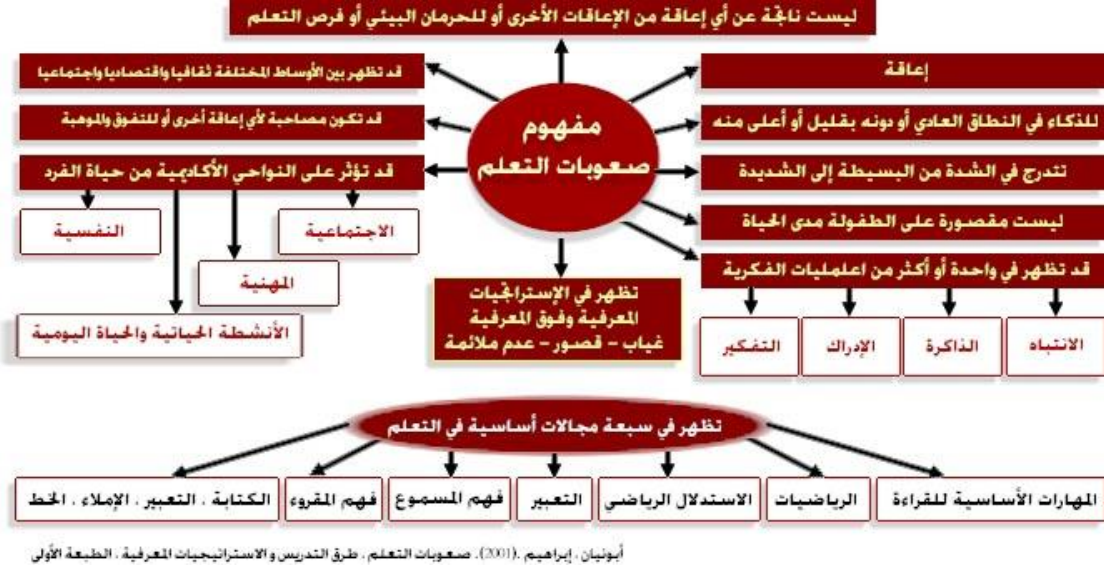 ليست ناتجة عن أي إعاقة من الإعاقات الأخرى أو للحرمان البيئي أو فرص التعلم
مفهوم
صعوبات التعلم
إعاقة
للذكاء في النطاق العادي أو دونه بقليل أو أعلى منه
تتدرج في الشدة من البسيطة إلى الشديدة
ليست مقصورة على الطفولة مدى الحياة
قد تظهر في واحدة أو أكثر من اعلمليات الفكرية
الانتباه
الذاكرة
الإدراك
التفكير
قد تظهر بين الأوساط المختلفة ثقافيا واقتصاديا واجتماعيا
قد تكون مصاحبة لأي إعاقة أخرى أو للتفوق والموهبة
قد تؤثر على النواحي الأكاديمية من حياة الفرد
الاجتماعية
النفسية
المهنية
الأنشطة الحياتية والحياة اليومية
تظهر في الإستراتجيات
المعرفية وفوق المعرفية
غياب – قصور – عدم ملائمة
تظهر في سبعة مجالات أساسية في التعلم
المهارات الأساسية للقراءة
الرياضيات
الاستدلال الرياضي
التعبير
فهم المسموع
فهم المقروء
الكتابة ، التعبير ، الإملاء ، الخط
أبونيان ، إبراهيم .(2001). صعوبات التعلم ، طرق التدريس و الاستراتيجيات المعرفية ، الطبعة الأولى